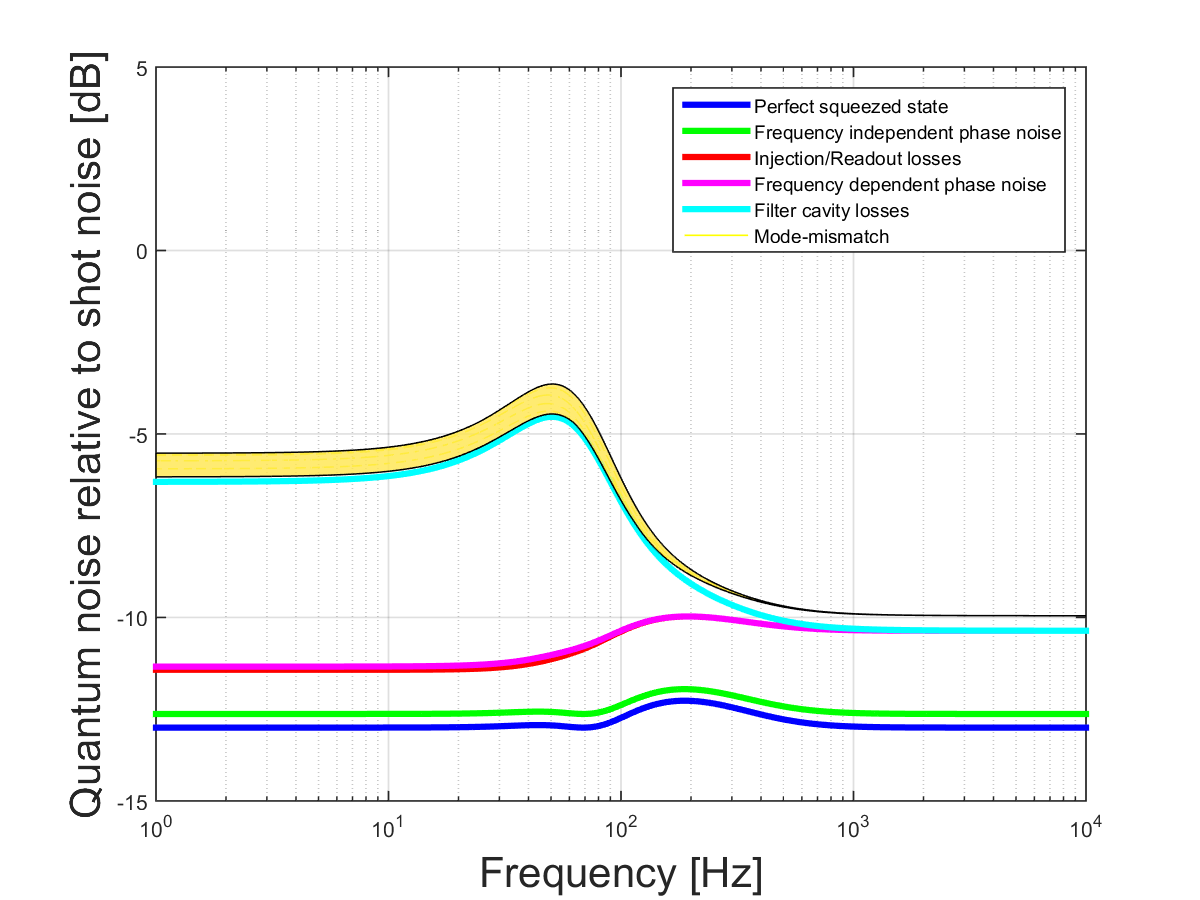 Quantum noise relative to shot noise [dB]
5
0
-5
-10
-15
Perfect squeezed state
Frequency independent phase noise
Injection/Readout losses
Frequency dependent phase noise
Filter cavity losses
Mode-mismatch
10^0 10^1 10^2 10^3 10^4
Frequency [Hz]